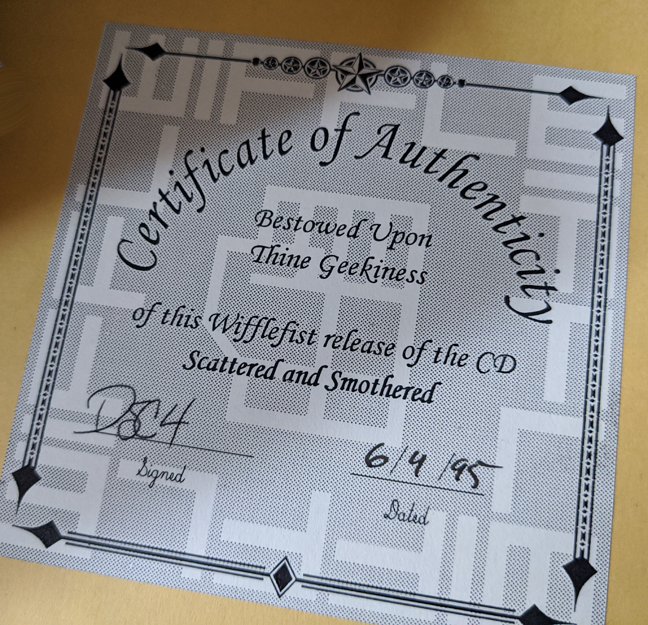 Certificate of Authenticity
Bestowed Upon
Thine Geekiness
of this Wifflefist release of the CD
Scattered and Smothered
DSC4
6/4/95
Signed
Dated